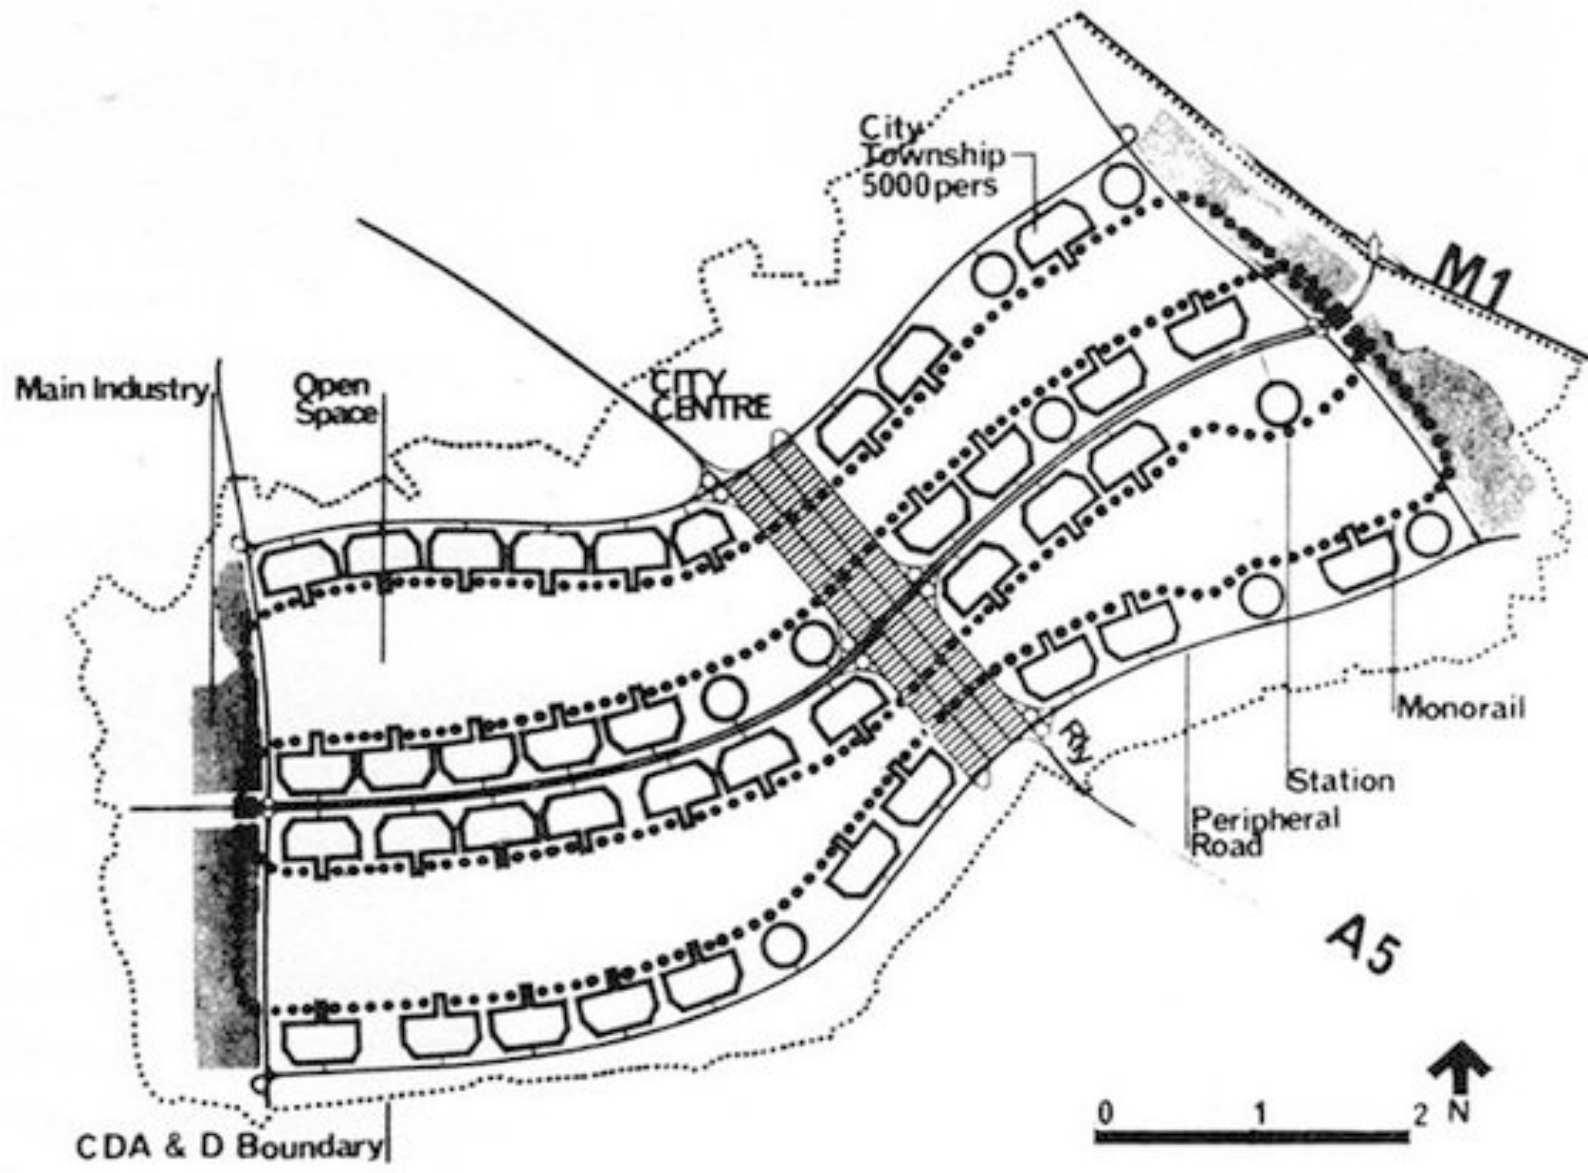 City
Township
5000 pers
M1
Main Industry
Open
Space
CITY
CENTRE
Monorail
Rly
Station
Peripheral
Road
A5
CDA & D Boundary
0 1 2
N